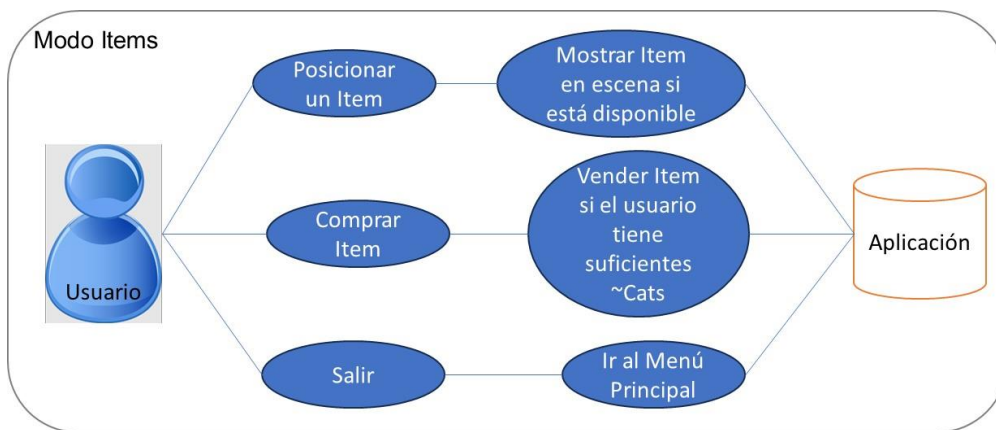 Modo Items
Posicionar
un Item
Mostrar Item
en escena si
está disponible
Usuario
Comprar
Item
Vender Item
si el usuario
tiene
suficientes
~Cats
Aplicación
Salir
Ir al Menú
Principal